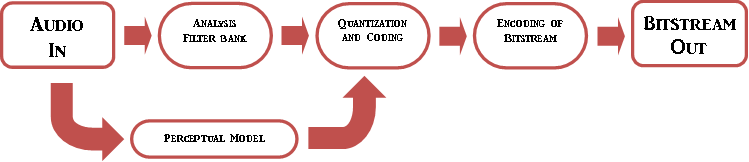 Audio
In
Analysis
Filter bank
Quantization
and Coding
Encoding of
Bitstream
Bitstream
Out
Perceptual Model